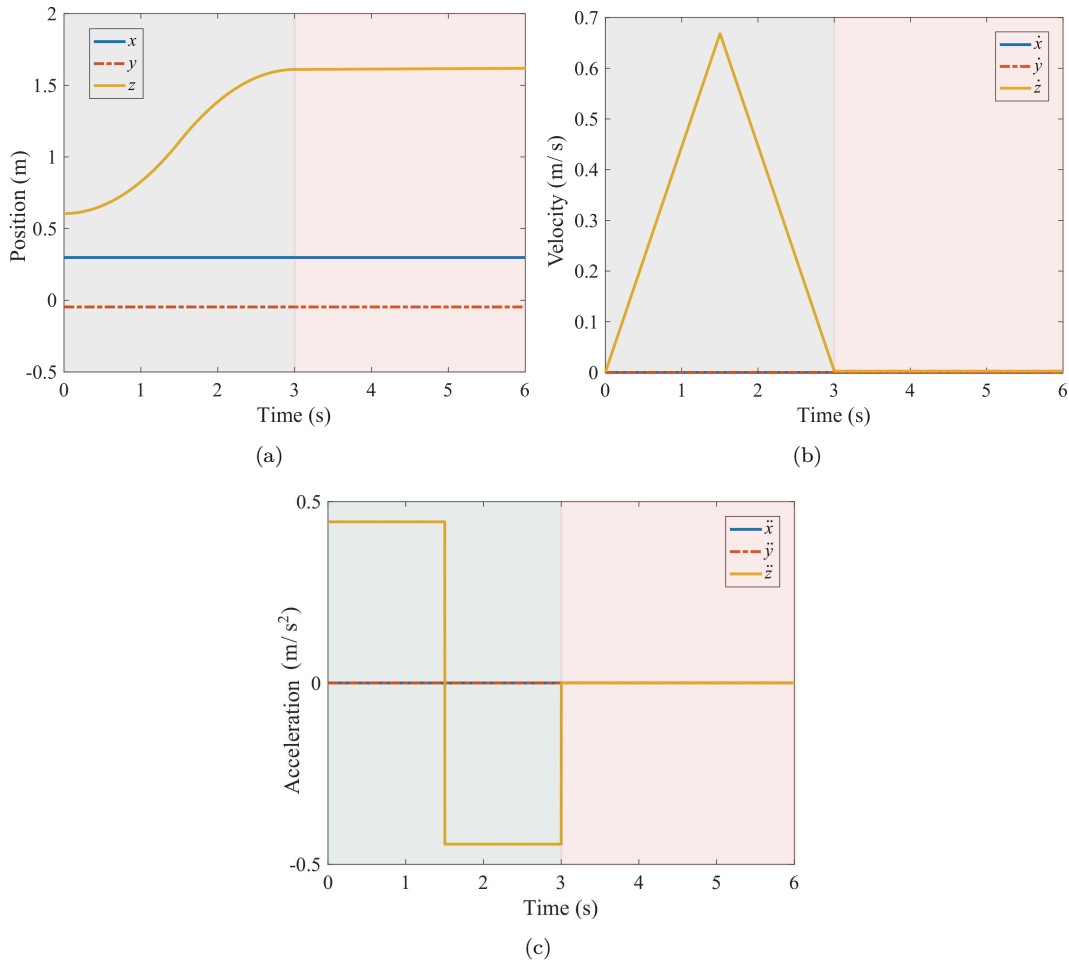 2
1.5
1
0.5
0
-0.5
Position (m)
x
y
z
0 1 2 3 4 5 6
Time (s)
(a)
0.7
0.6
0.5
0.4
0.3
0.2
0.1
0
Velocity (m/ s)
ẋ
ẏ
ż
0 1 2 3 4 5 6
Time (s)
(b)
0.5
0
-0.5
Acceleration (m/ s²)
ẍ
ÿ
z̈
0 1 2 3 4 5 6
Time (s)
(c)